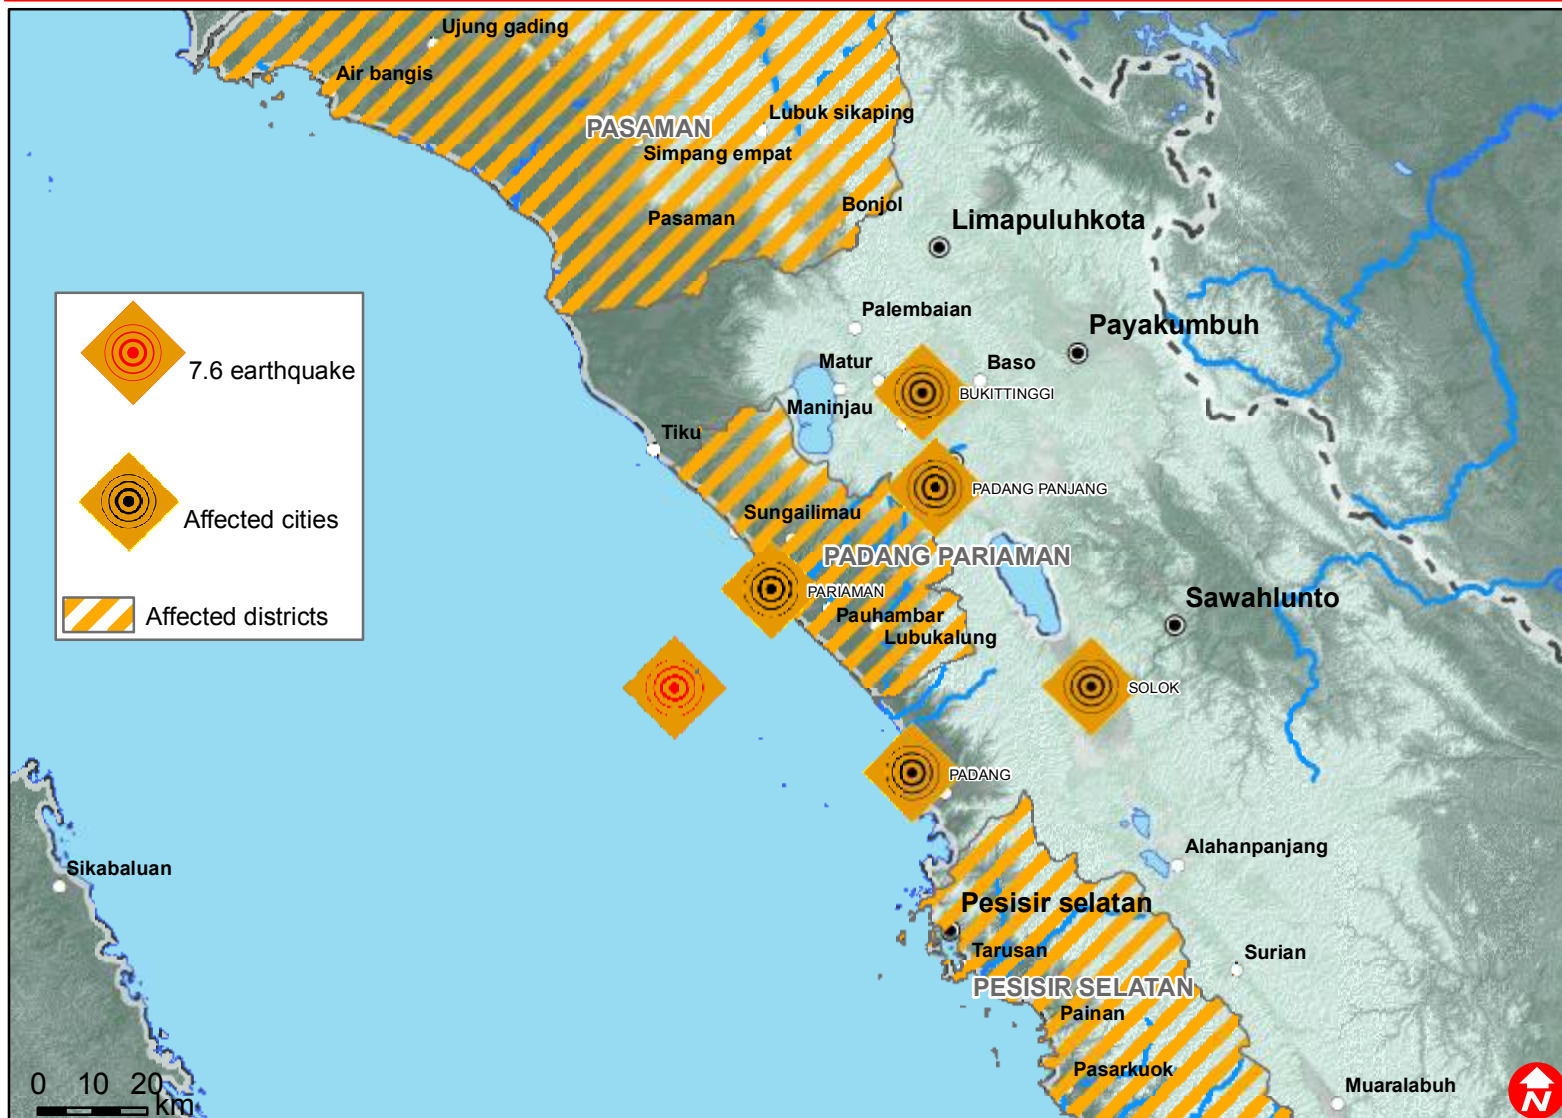 Ujung gading
Air bangis
Lubuk sikaping
PASAMAN
Simpang empat
Bonjol
Pasaman
Limapuluhkota
Palembaian
Payakumbuh
7.6 earthquake
Matur
Baso
BUKITTINGGI
Maninjau
Tiku
PADANG PANJANG
Affected cities
Sungailimau
PADANG PARIAMAN
PARIAMAN
Sawahlunto
Affected districts
Pauhambar
Lubukalung
SOLOK
PADANG
Alahanpanjang
Sikabaluan
Pesisir selatan
Tarusan
Surian
PESISIR SELATAN
Painan
Pasarkuok
Muaralabuh
0 10 20
km
N